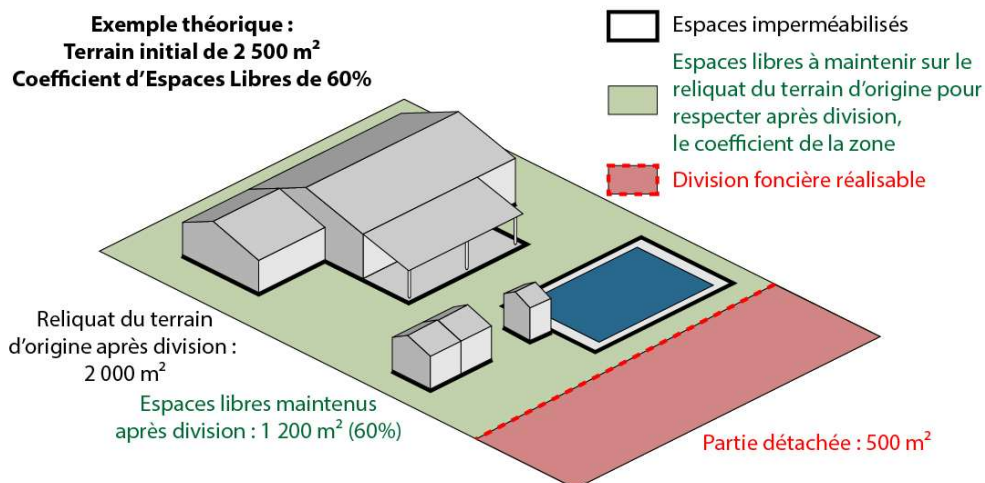 Exemple théorique :
Terrain initial de 2 500 m²
Coefficient d'Espaces Libres de 60%
Espaces imperméabilisés
Espaces libres à maintenir sur le
reliquat du terrain d'origine pour
respecter après division,
le coefficient de la zone
Division foncière réalisable
Reliquat du terrain
d'origine après division :
2 000 m²
Espaces libres maintenus
après division : 1 200 m² (60%)
Partie détachée : 500 m²